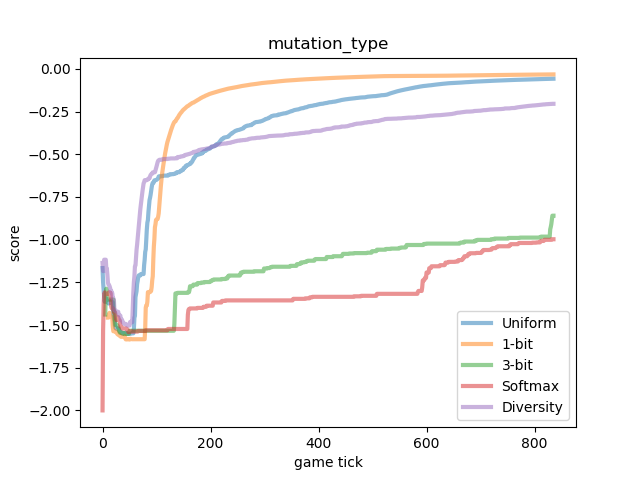 mutation_type
score
0.00
−0.25
−0.50
−0.75
−1.00
−1.25
−1.50
−1.75
−2.00
0 200 400 600 800
game tick
Uniform
1-bit
3-bit
Softmax
Diversity